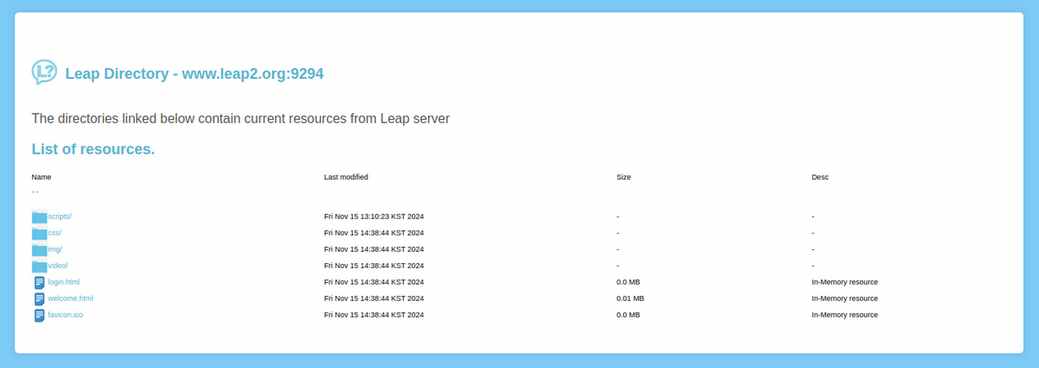 L?
Leap Directory - www.leap2.org:9294
The directories linked below contain current resources from Leap server
List of resources.
Name Last modified Size Desc
..
scripts/ Fri Nov 15 13:10:23 KST 2024 - -
css/ Fri Nov 15 14:38:44 KST 2024 - -
img/ Fri Nov 15 14:38:44 KST 2024 - -
video/ Fri Nov 15 14:38:44 KST 2024 - -
login.html Fri Nov 15 14:38:44 KST 2024 0.0 MB In-Memory resource
welcome.html Fri Nov 15 14:38:44 KST 2024 0.01 MB In-Memory resource
favicon.ico Fri Nov 15 14:38:44 KST 2024 0.0 MB In-Memory resource